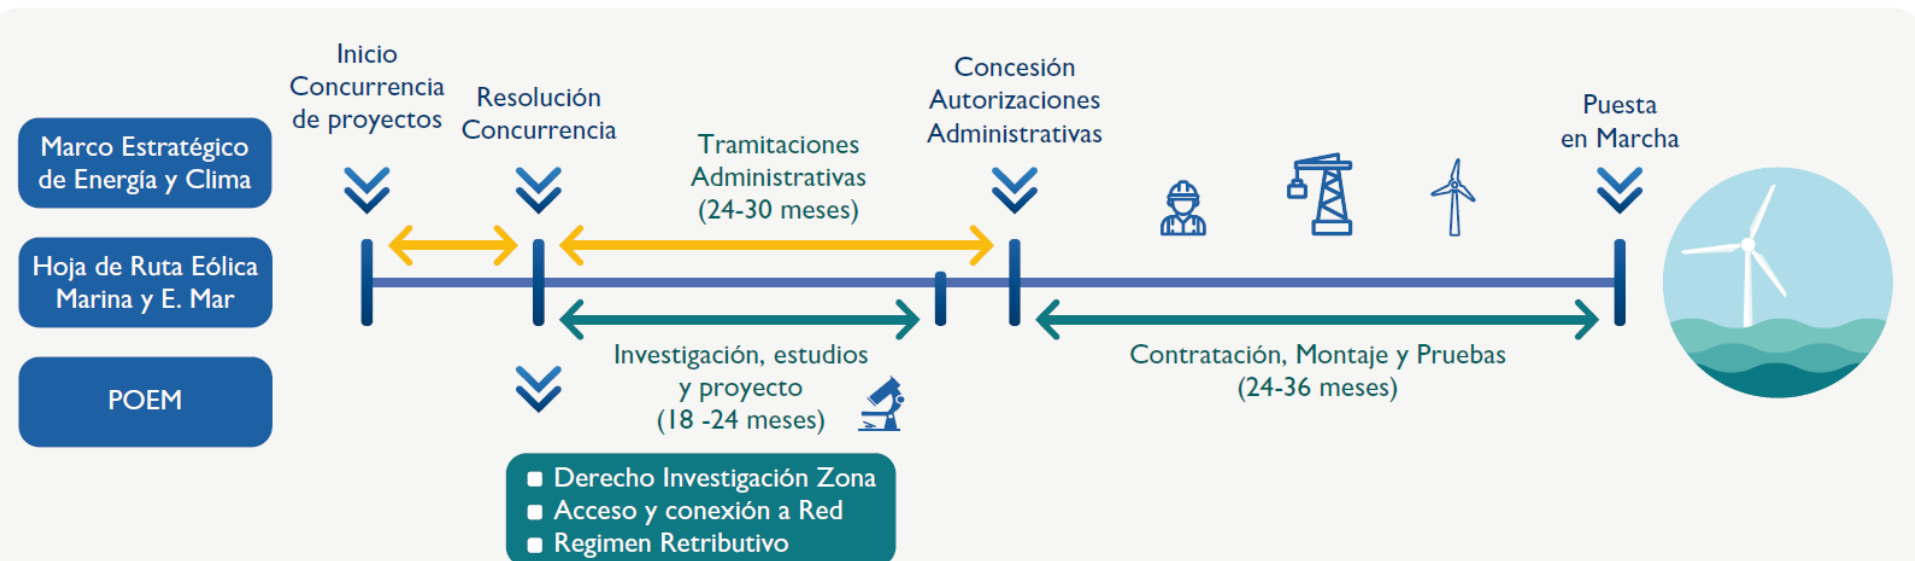 Marco Estratégico
de Energía y Clima
Hoja de Ruta Eólica
Marina y E. Mar
POEM
Inicio
Concurrencia
de proyectos
Resolución
Concurrencia
Tramitaciones
Administrativas
(24-30 meses)
Concesión
Autorizaciones
Administrativas
Puesta
en Marcha
Investigación, estudios
y proyecto
(18 -24 meses)
Contratación, Montaje y Pruebas
(24-36 meses)
Derecho Investigación Zona
Acceso y conexión a Red
Regimen Retributivo